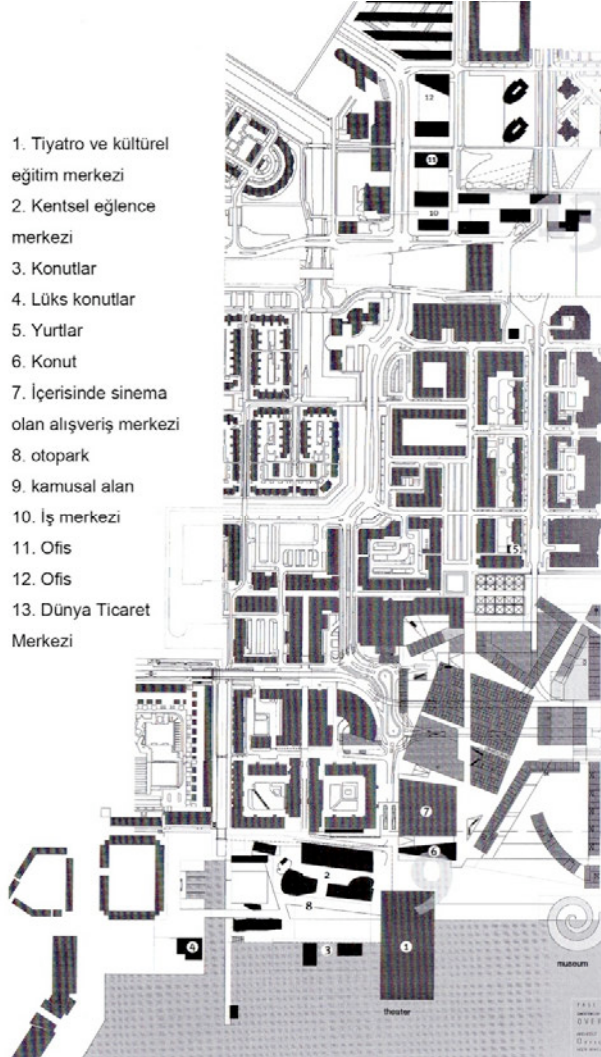 1. Tiyatro ve kültürel
eğitim merkezi
2. Kentsel eğlence
merkezi
3. Konutlar
4. Lüks konutlar
5. Yurtlar
6. Konut
7. İçerisinde sinema
olan alışveriş merkezi
8. otopark
9. kamusal alan
10. İş merkezi
11. Ofis
12. Ofis
13. Dünya Ticaret
Merkezi
12
11
10
5
7
6
9
2
8
4
3
1
museum
theater